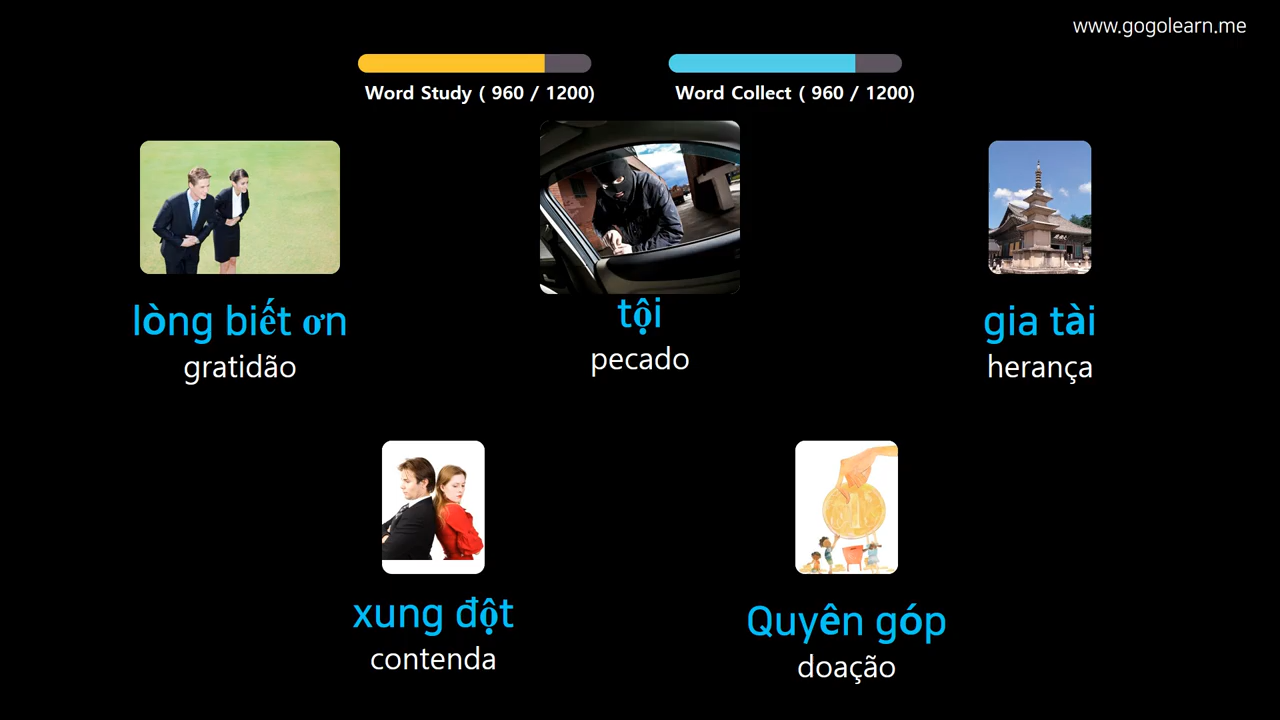 www.gogolearn.me
Word Study ( 960 / 1200)
Word Collect ( 960 / 1200)
lòng biết ơn
gratidão
tội
pecado
gia tài
herança
xung đột
contenda
Quyên góp
doação